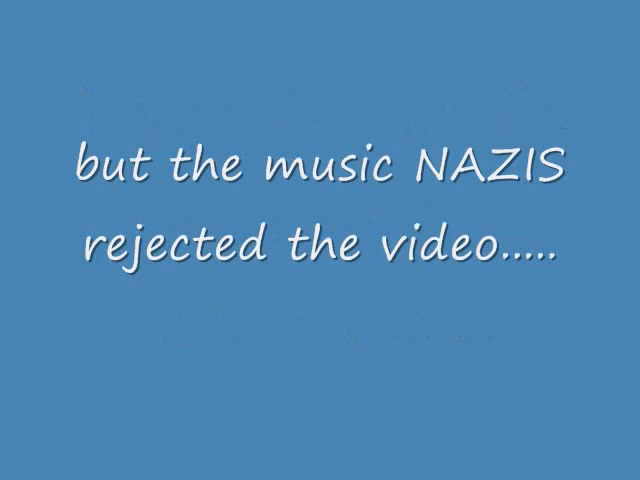 but the music NAZIS
rejected the video.....